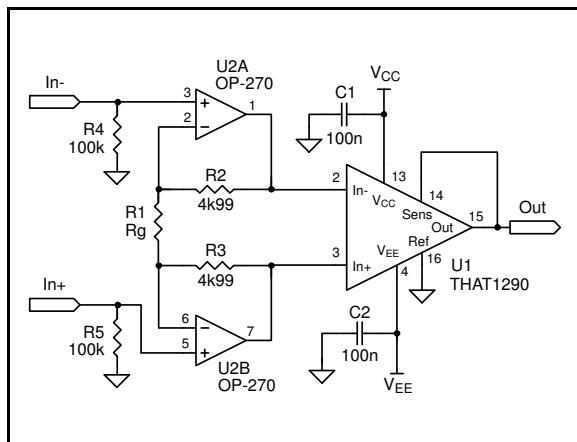 U2A
OP-270
In-
3
1
2
R4
100k
R2
4k99
R1
Rg
R3
4k99
In+
6
5
7
R5
100k
U2B
OP-270
VCC
C1
100n
13
2
In-
VCC
14
Sens
15
Out
Out
Ref
16
3
In+
VEE
4
U1
THAT1290
C2
100n
VEE